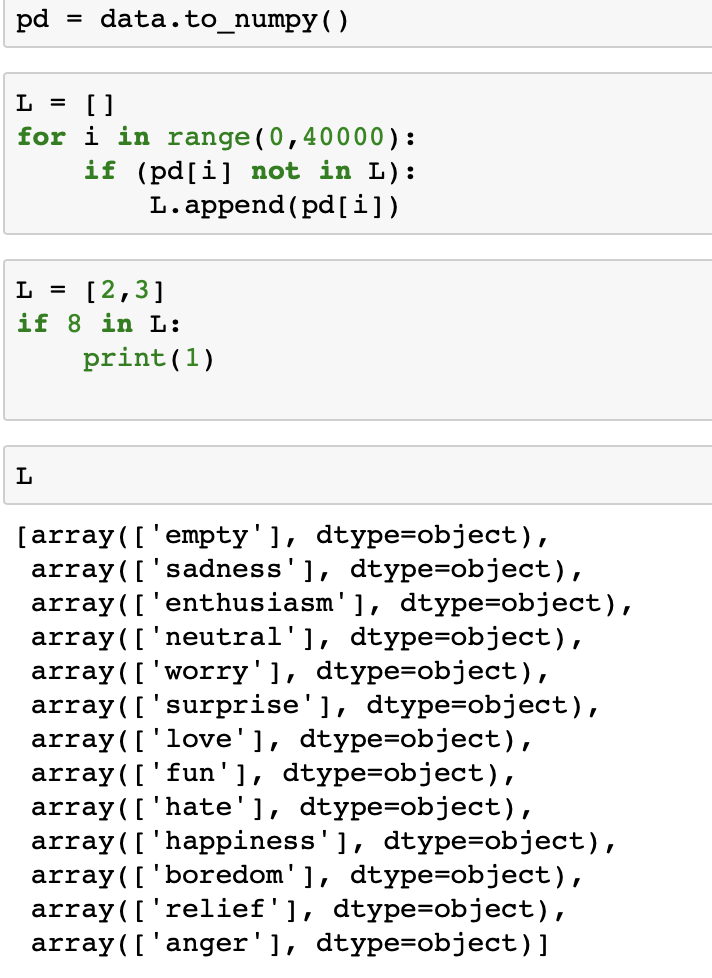 pd = data.to_numpy()
L = []
for i in range(0,40000):
    if (pd[i] not in L):
        L.append(pd[i])
L = [2,3]
if 8 in L:
    print(1)
L
[array(['empty'], dtype=object),
 array(['sadness'], dtype=object),
 array(['enthusiasm'], dtype=object),
 array(['neutral'], dtype=object),
 array(['worry'], dtype=object),
 array(['surprise'], dtype=object),
 array(['love'], dtype=object),
 array(['fun'], dtype=object),
 array(['hate'], dtype=object),
 array(['happiness'], dtype=object),
 array(['boredom'], dtype=object),
 array(['relief'], dtype=object),
 array(['anger'], dtype=object)]